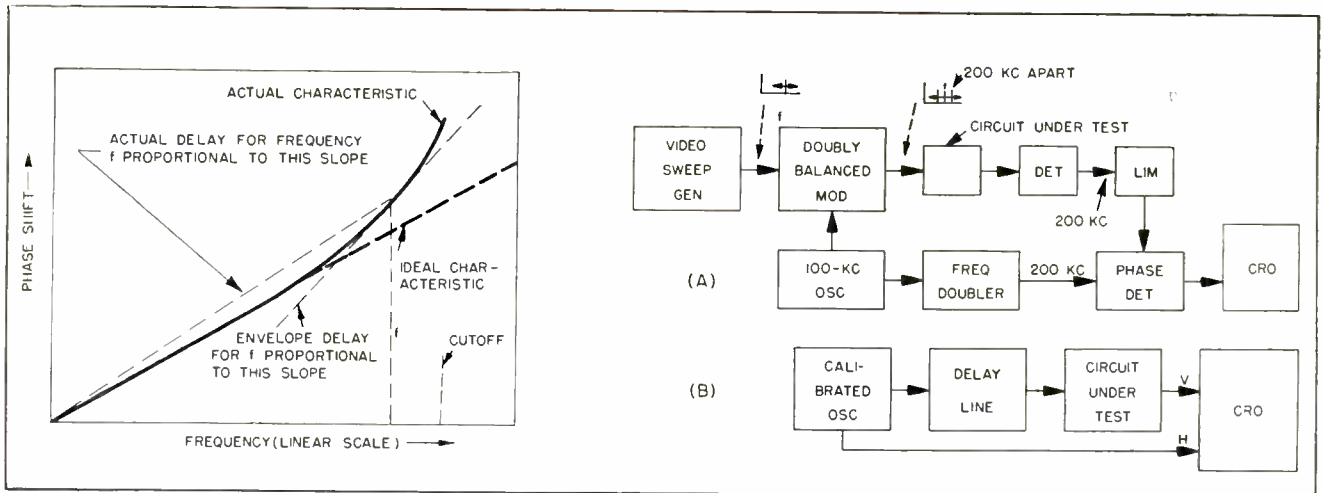 ACTUAL CHARACTERISTIC
ACTUAL DELAY FOR FREQUENCY
f PROPORTIONAL TO THIS SLOPE
PHASE SHIFT
IDEAL CHAR-
ACTERISTIC
ENVELOPE DELAY
FOR f PROPORTIONAL
TO THIS SLOPE
f
CUTOFF
FREQUENCY (LINEAR SCALE)
f
f
200 KC APART
CIRCUIT UNDER TEST
VIDEO
SWEEP
GEN
DOUBLY
BALANCED
MOD
DET
LIM
200 KC
(A)
100-KC
OSC
FREQ
DOUBLER
200 KC
PHASE
DET
CRO
(B)
CALI-
BRATED
OSC
DELAY
LINE
CIRCUIT
UNDER
TEST
V
H
CRO